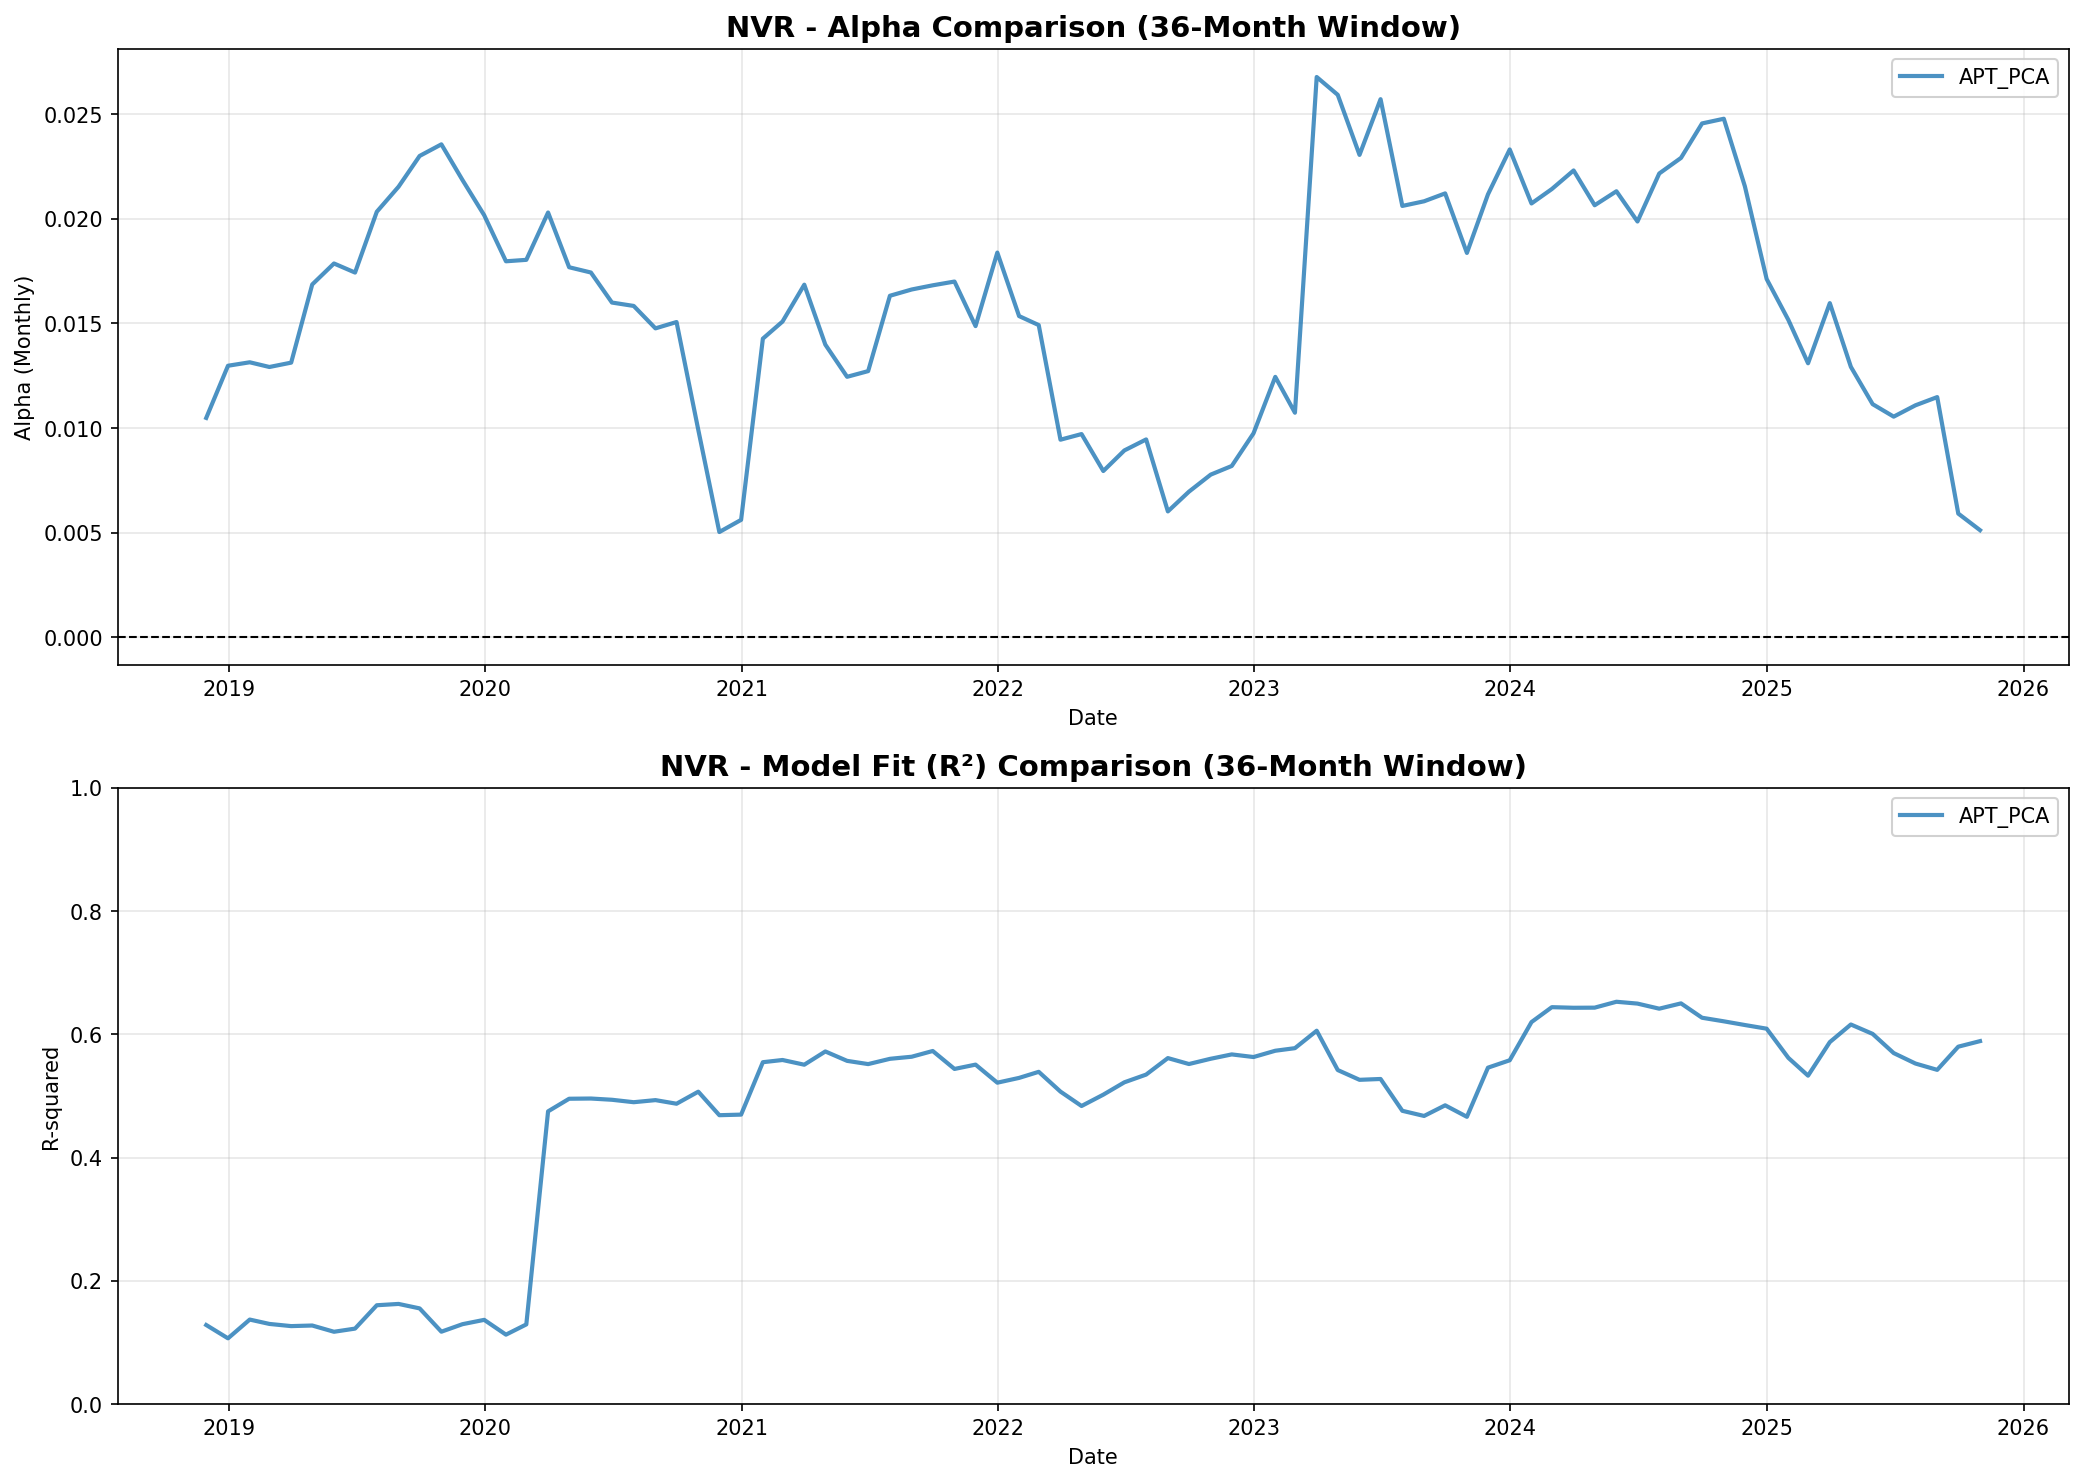 NVR - Alpha Comparison (36-Month Window)
APT_PCA
Alpha (Monthly)
0.025
0.020
0.015
0.010
0.005
0.000
2019 2020 2021 2022 2023 2024 2025 2026
Date
NVR - Model Fit (R²) Comparison (36-Month Window)
APT_PCA
R-squared
1.0
0.8
0.6
0.4
0.2
0.0
2019 2020 2021 2022 2023 2024 2025 2026
Date